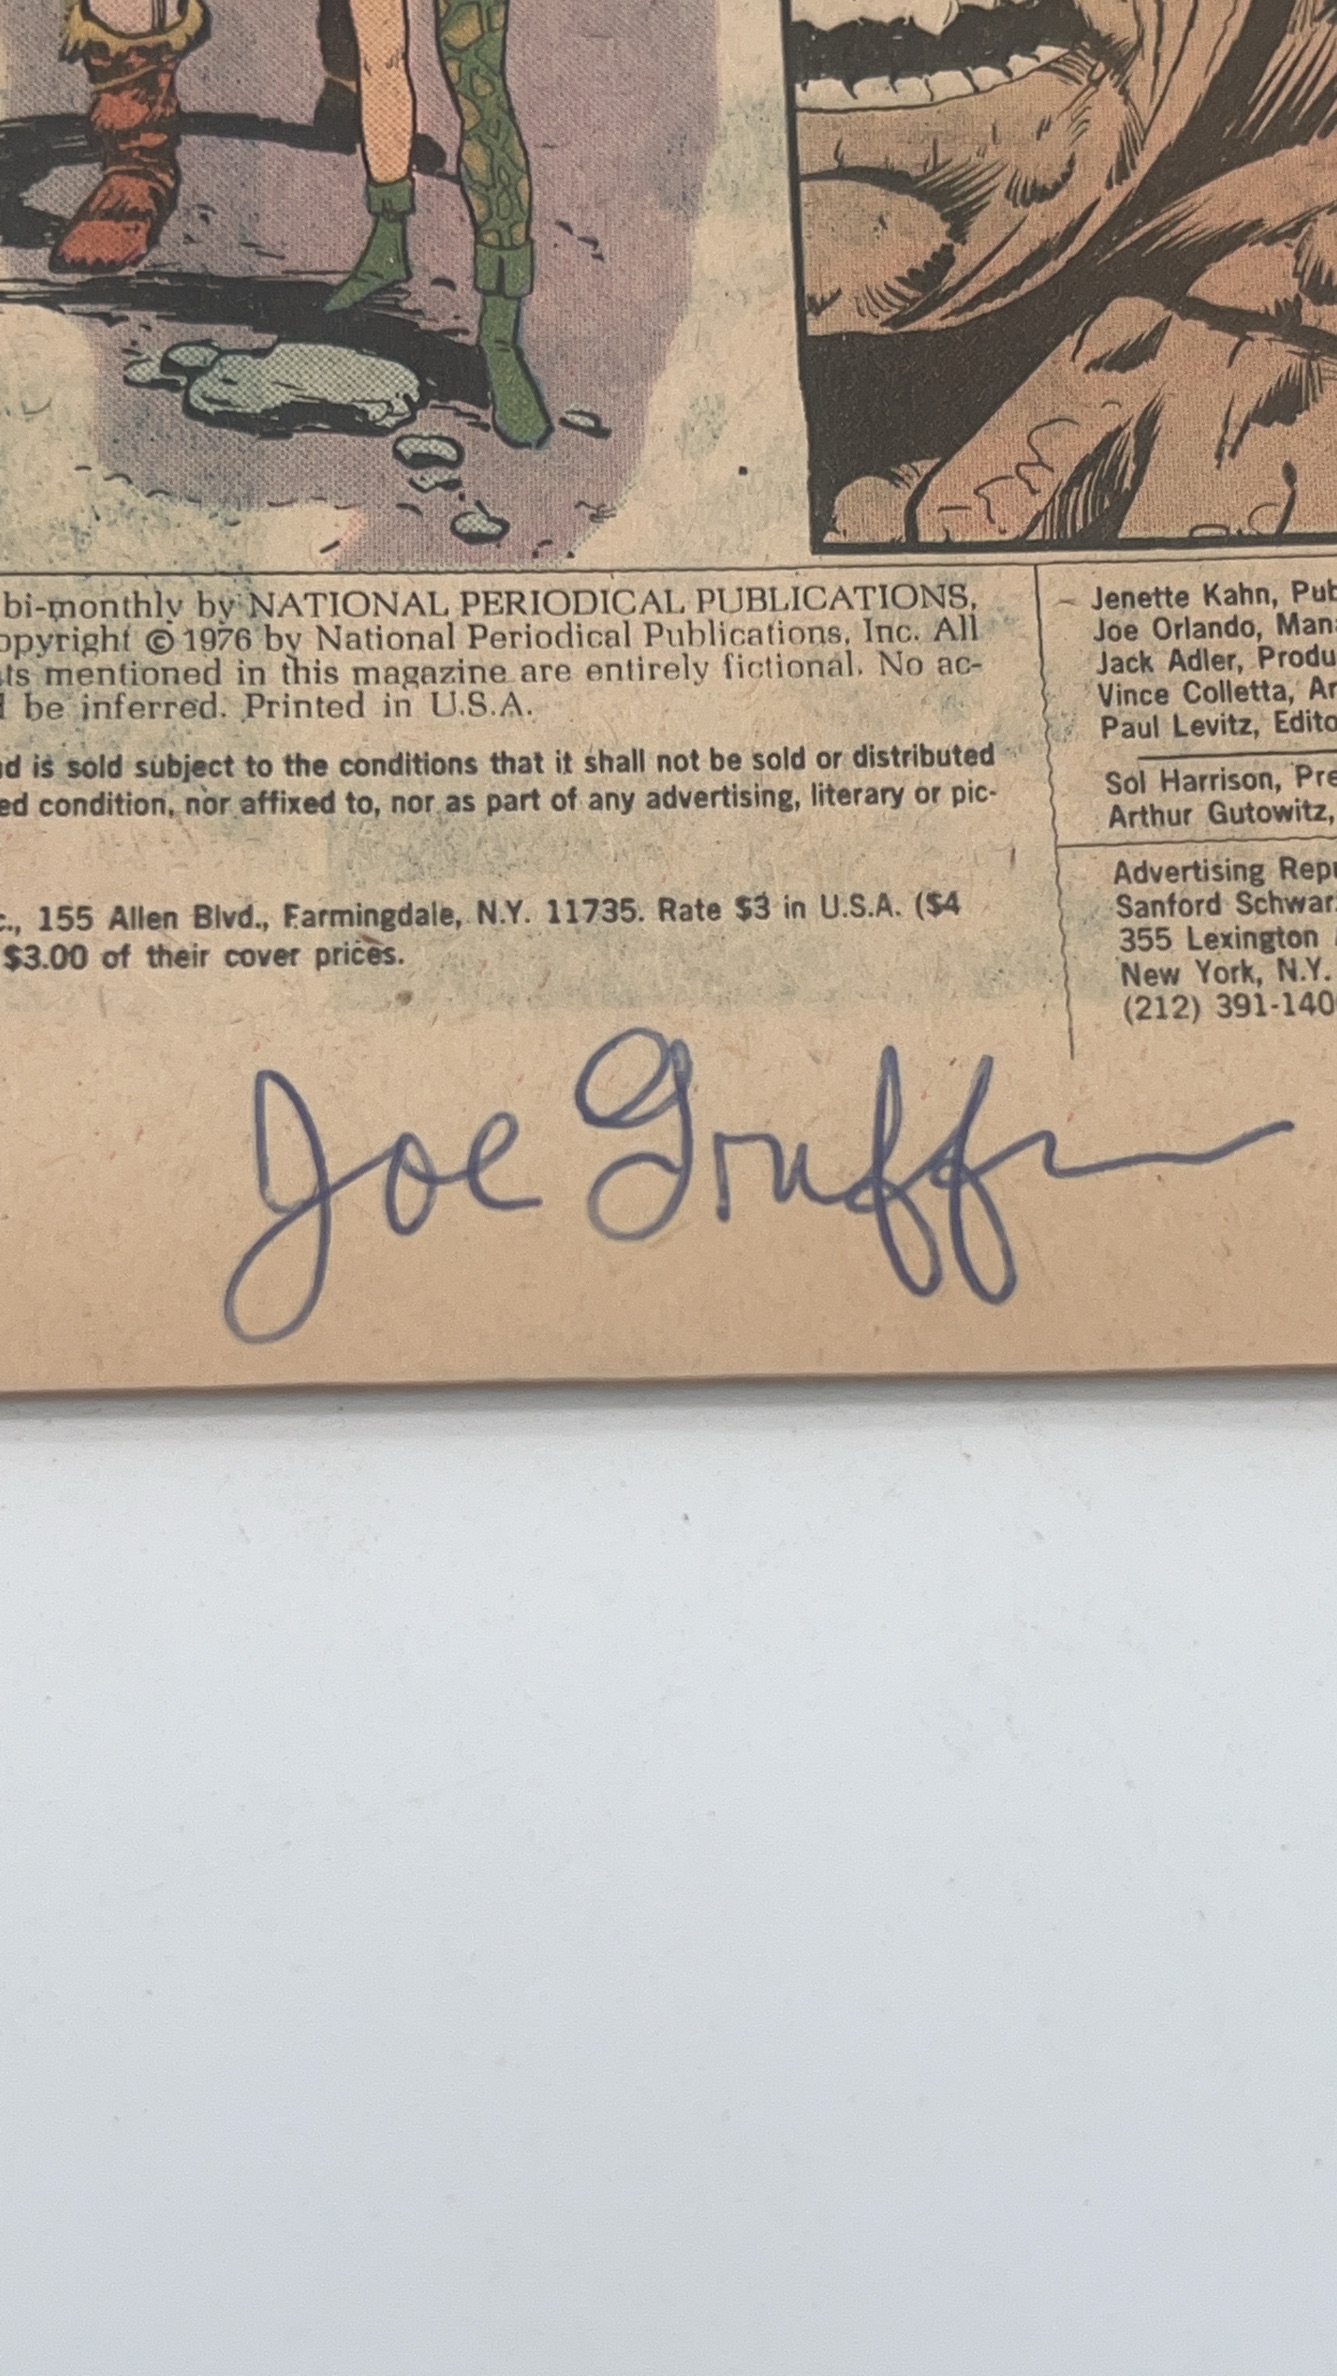 bi-monthly by NATIONAL PERIODICAL PUBLICATIONS,
opyright © 1976 by National Periodical Publications, Inc. All
ts mentioned in this magazine are entirely fictional. No ac-
d be inferred. Printed in U.S.A.
d is sold subject to the conditions that it shall not be sold or distributed
ed condition, nor affixed to, nor as part of any advertising, literary or pic-
c., 155 Allen Blvd., Farmingdale, N.Y. 11735. Rate $3 in U.S.A. ($4
$3.00 of their cover prices.
Jenette Kahn, Pub
Joe Orlando, Man
Jack Adler, Produ
Vince Colletta, Ar
Paul Levitz, Edito
Sol Harrison, Pre
Arthur Gutowitz,
Advertising Rep
Sanford Schwar
355 Lexington
New York, N.Y.
(212) 391-140
Joe Griffin